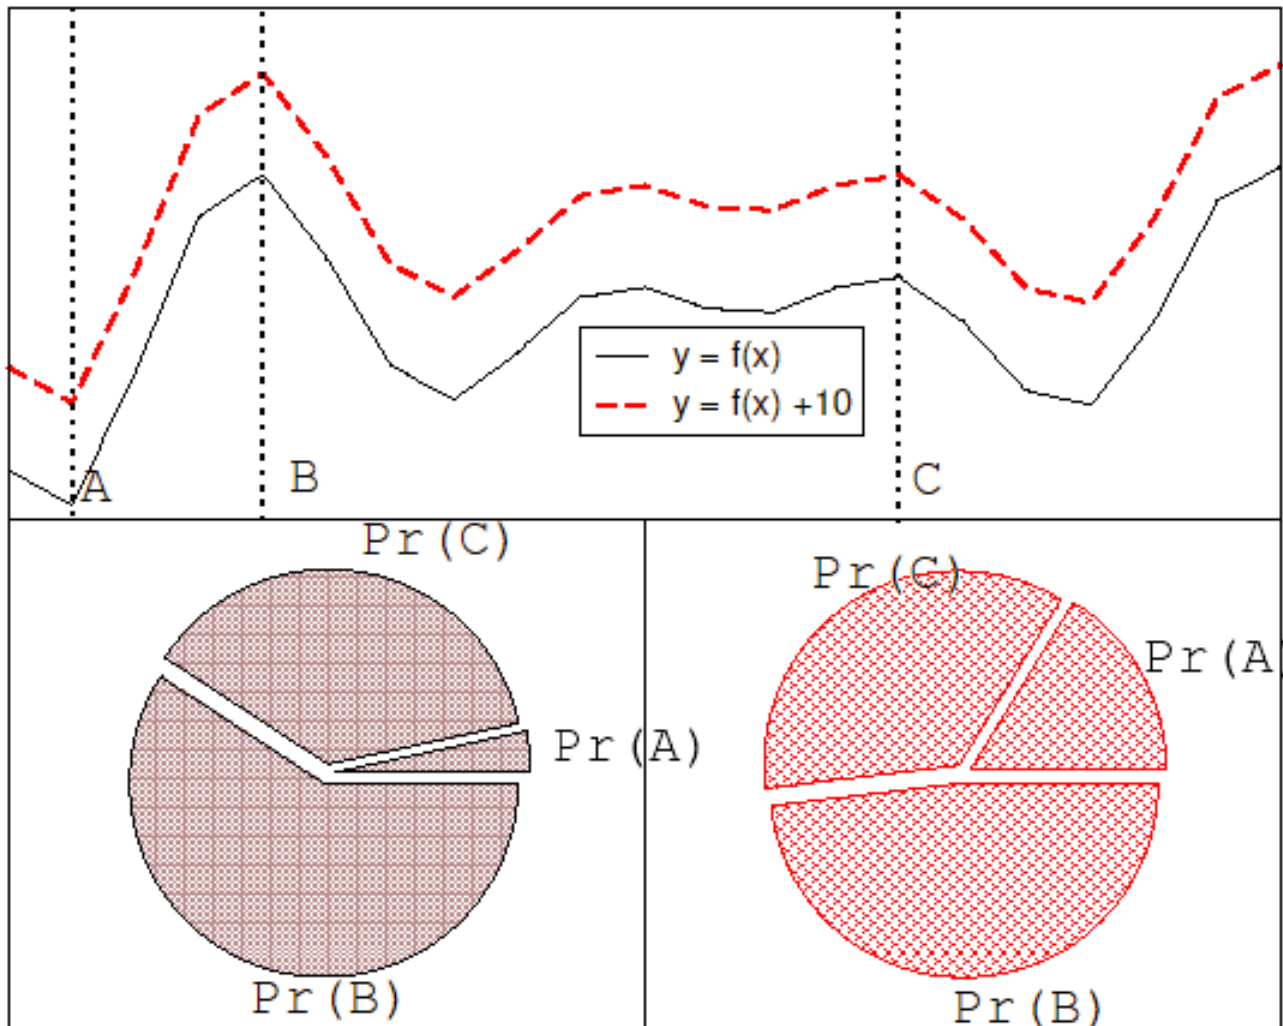 y = f(x)
y = f(x) +10
A
B
C
Pr(C)
Pr(A)
Pr(B)
Pr(C)
Pr(A)
Pr(B)